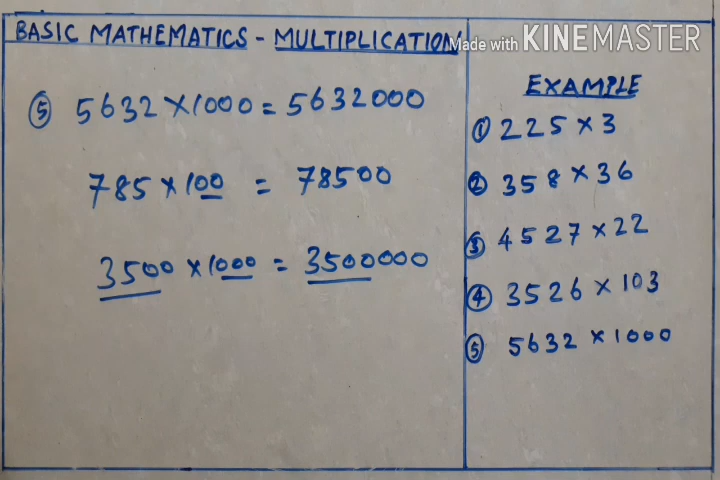 BASIC MATHEMATICS - MULTIPLICATION
Made with KINEMASTER
⑤ 5632 × 1000 = 5632000
785 × 100 = 78500
3500 × 1000 = 3500000
EXAMPLE
① 225 × 3
② 358 × 36
③ 4527 × 22
④ 3526 × 103
⑤ 5632 × 1000